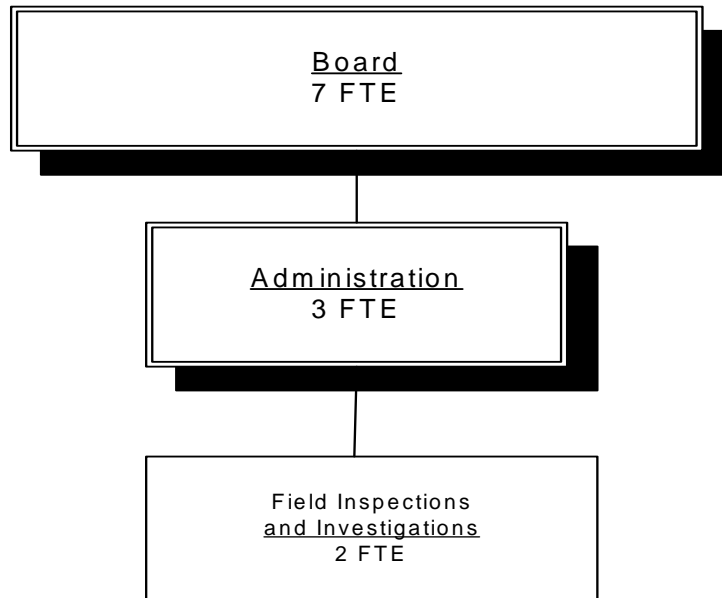 Board
7 FTE
Administration
3 FTE
Field Inspections
and Investigations
2 FTE